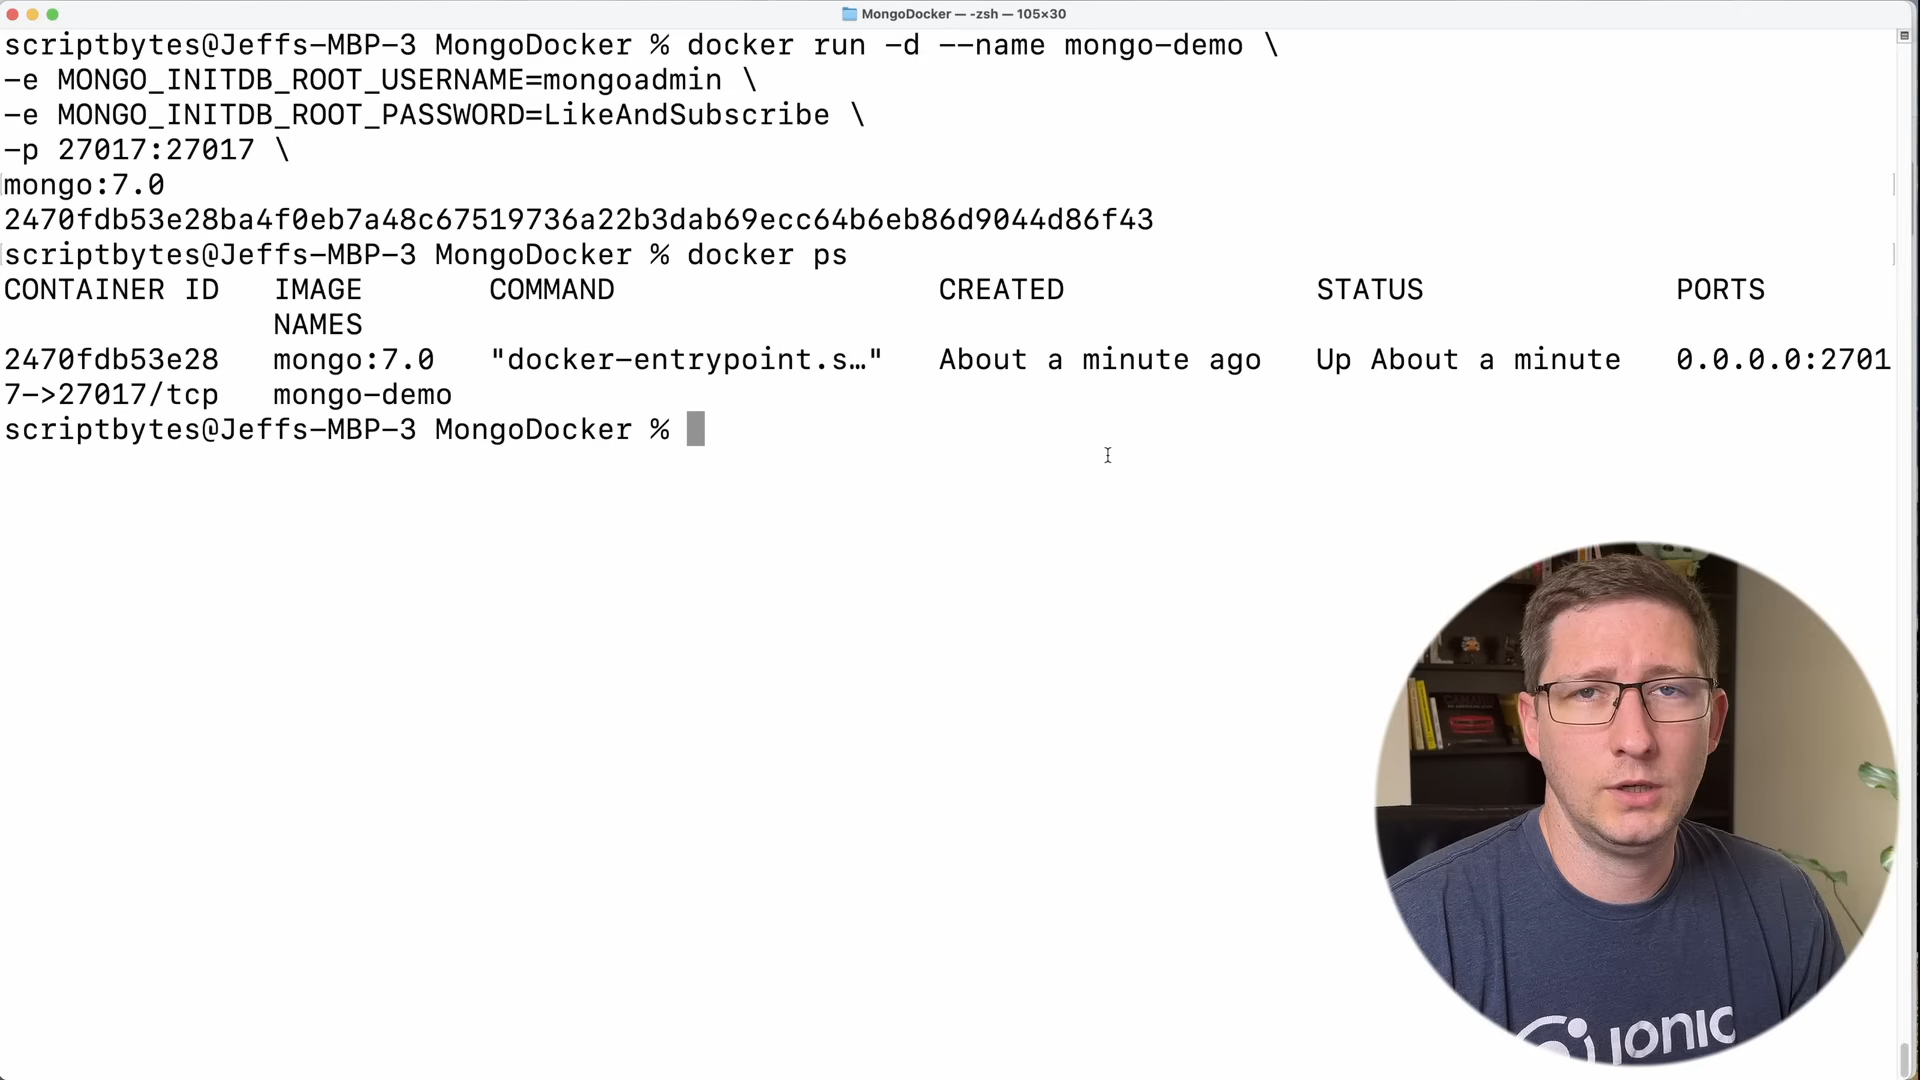 MongoDocker — -zsh — 105×30
scriptbytes@Jeffs-MBP-3 MongoDocker % docker run -d --name mongo-demo \
-e MONGO_INITDB_ROOT_USERNAME=mongoadmin \
-e MONGO_INITDB_ROOT_PASSWORD=LikeAndSubscribe \
-p 27017:27017 \
mongo:7.0
2470fdb53e28ba4f0eb7a48c67519736a22b3dab69ecc64b6eb86d9044d86f43
scriptbytes@Jeffs-MBP-3 MongoDocker % docker ps
CONTAINER ID   IMAGE       COMMAND                  CREATED              STATUS              PORTS
               NAMES
2470fdb53e28   mongo:7.0   "docker-entrypoint.s…"   About a minute ago   Up About a minute   0.0.0.0:2701
7->27017/tcp   mongo-demo
scriptbytes@Jeffs-MBP-3 MongoDocker %
CAMARO
IONIC